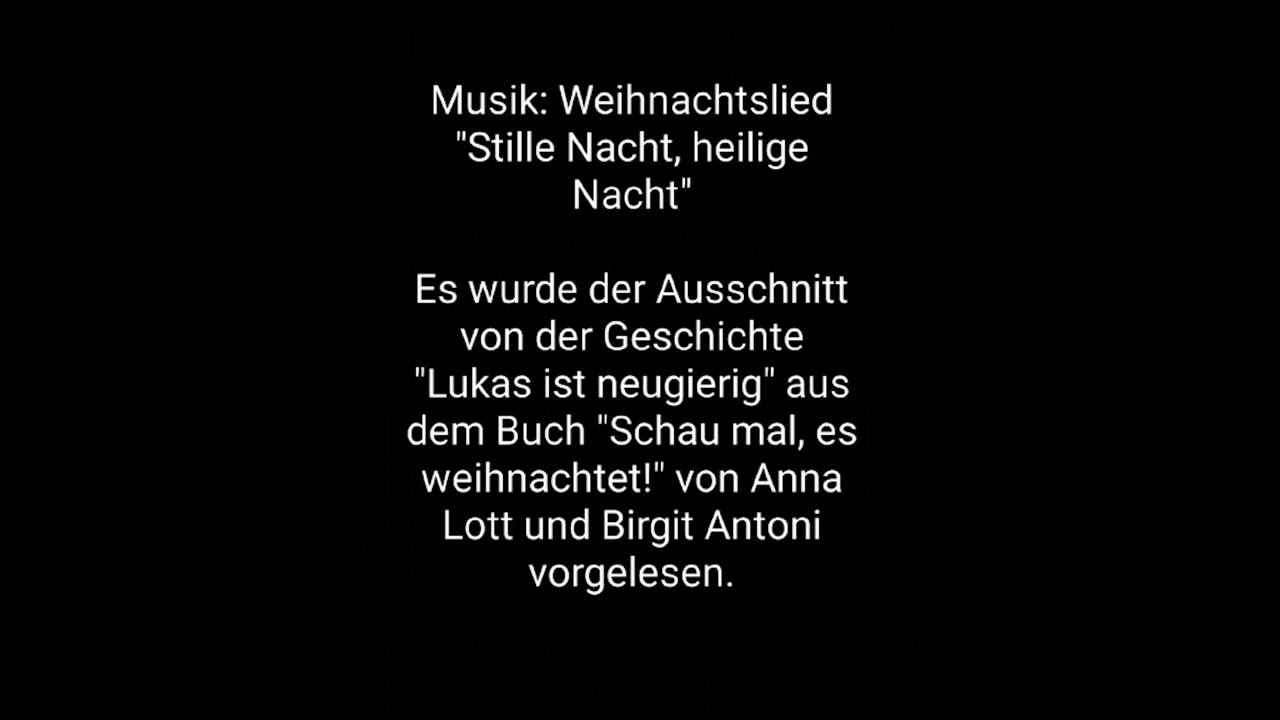 Musik: Weihnachtslied
"Stille Nacht, heilige
Nacht"
Es wurde der Ausschnitt
von der Geschichte
"Lukas ist neugierig" aus
dem Buch "Schau mal, es
weihnachtet!" von Anna
Lott und Birgit Antoni
vorgelesen.